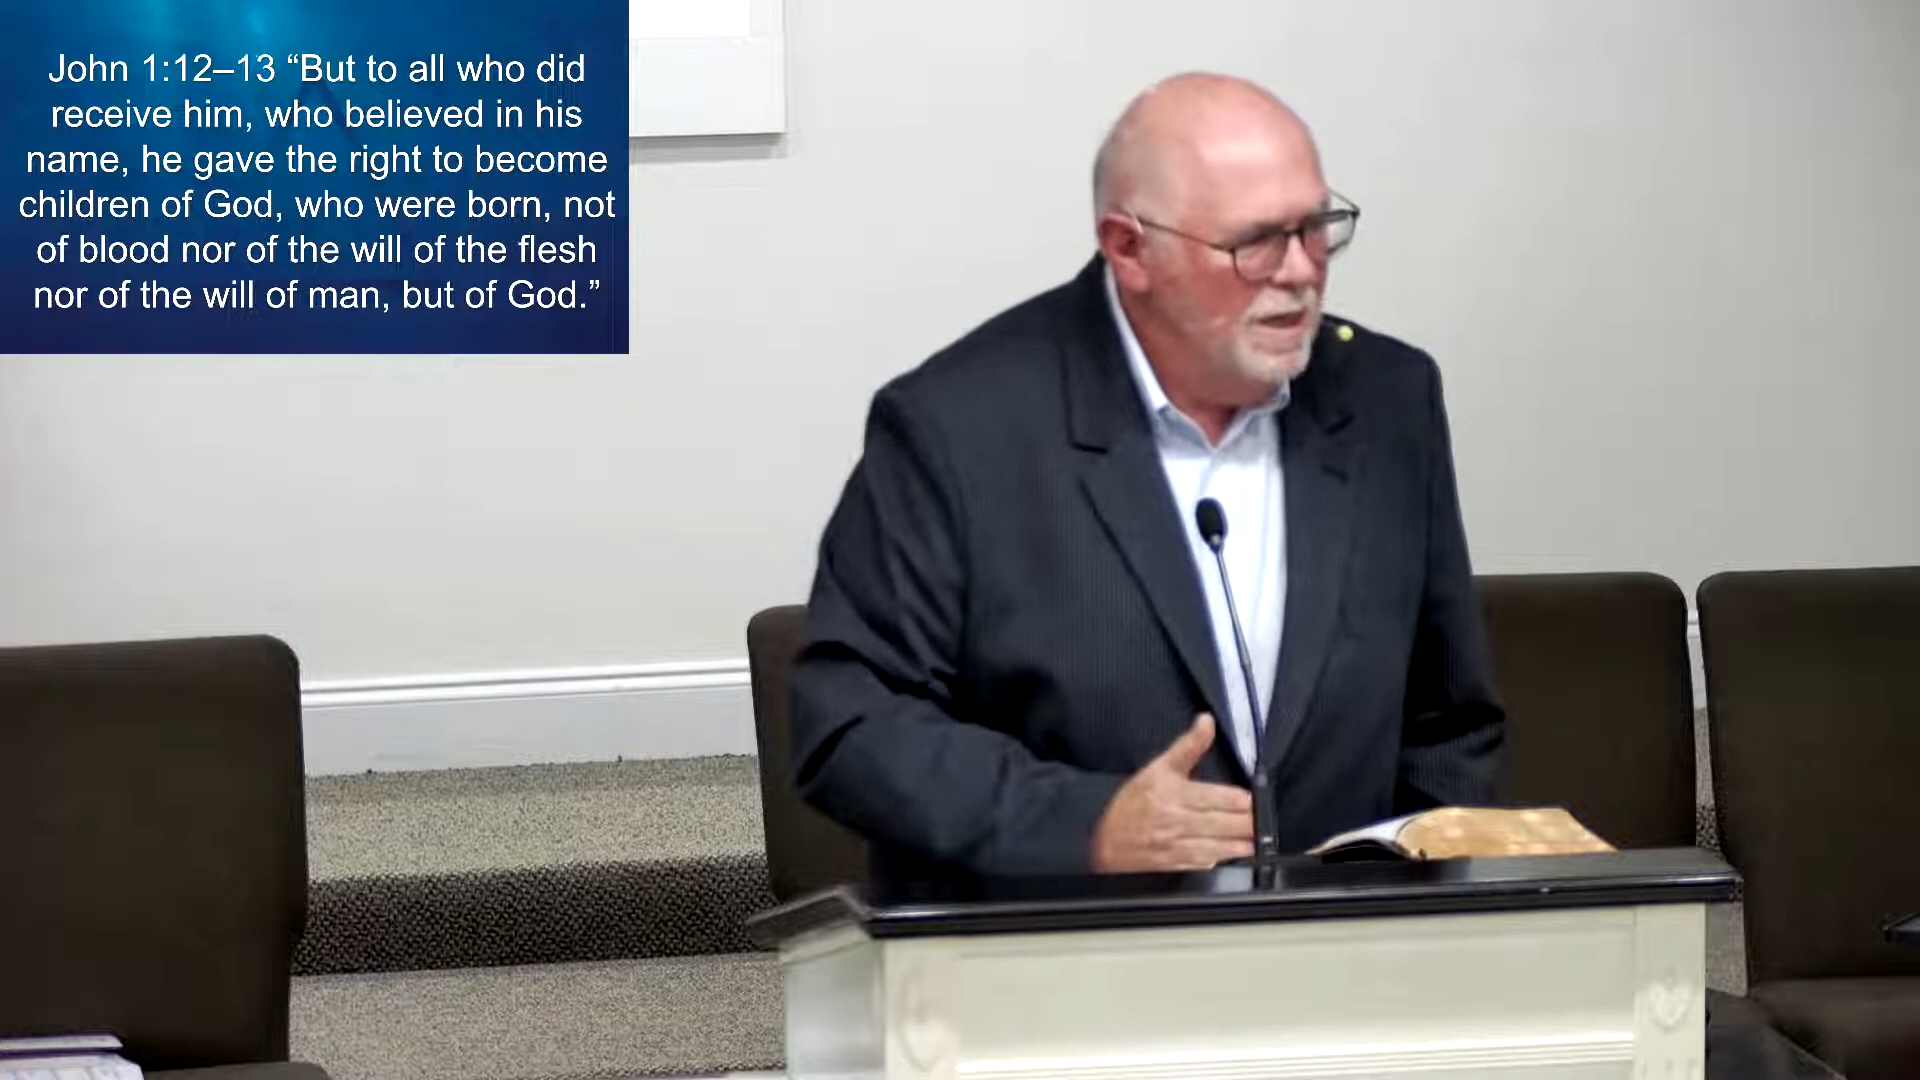 John 1:12–13 “But to all who did
receive him, who believed in his
name, he gave the right to become
children of God, who were born, not
of blood nor of the will of the flesh
nor of the will of man, but of God.”